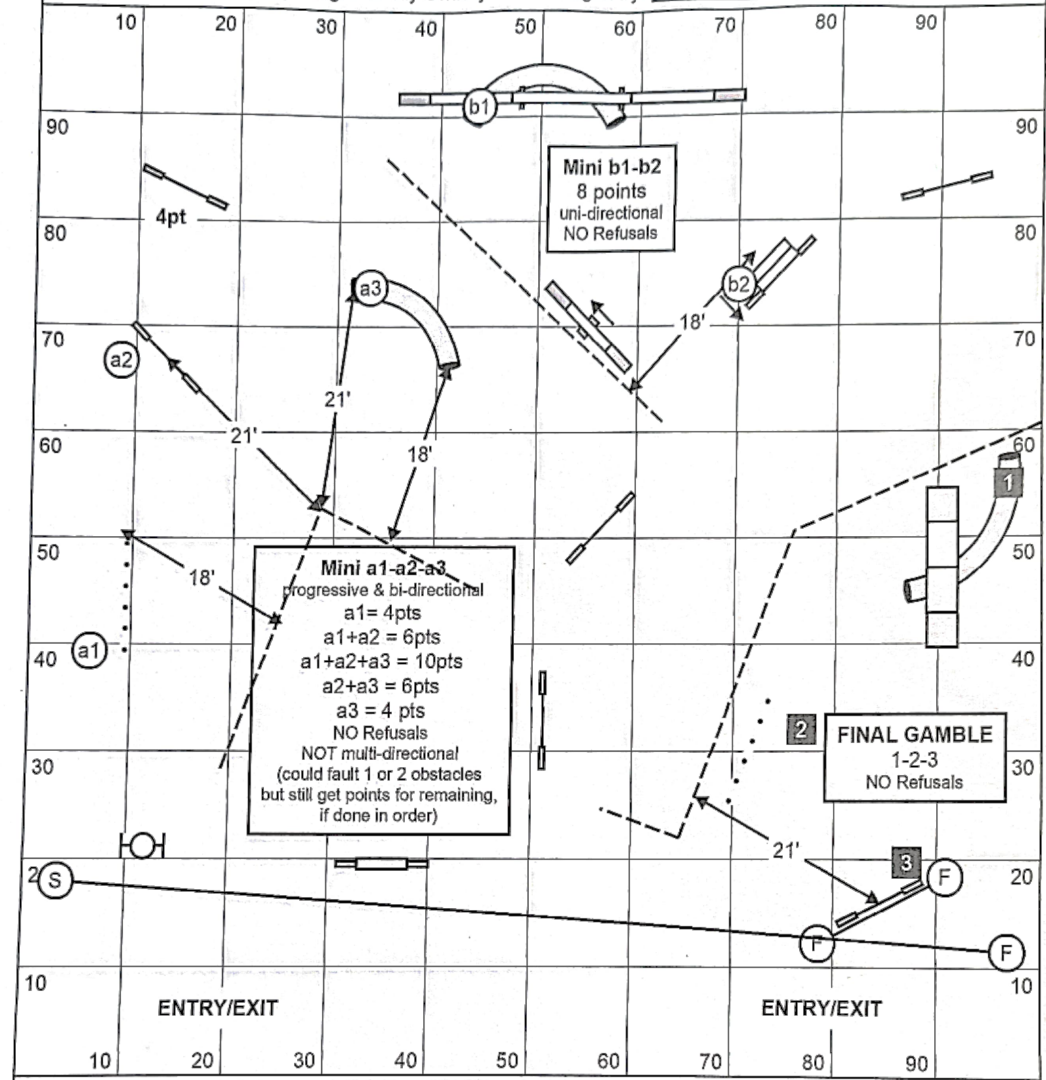 10 20 30 40 50 60 70 80 90
b1
90 90
Mini b1-b2
8 points
uni-directional
NO Refusals
4pt
80 80
b2
a3
18'
70 70
a2
21'
21'
60 60
18'
1
50 50
18'
Mini a1-a2-a3
progressive & bi-directional
a1= 4pts
a1+a2 = 6pts
a1+a2+a3 = 10pts
a2+a3 = 6pts
a3 = 4 pts
NO Refusals
NOT multi-directional
(could fault 1 or 2 obstacles
but still get points for remaining,
if done in order)
a1
40 40
2
FINAL GAMBLE
1-2-3
NO Refusals
30 30
21'
3
2 S F 20
F F
10 10
ENTRY/EXIT ENTRY/EXIT
10 20 30 40 50 60 70 80 90